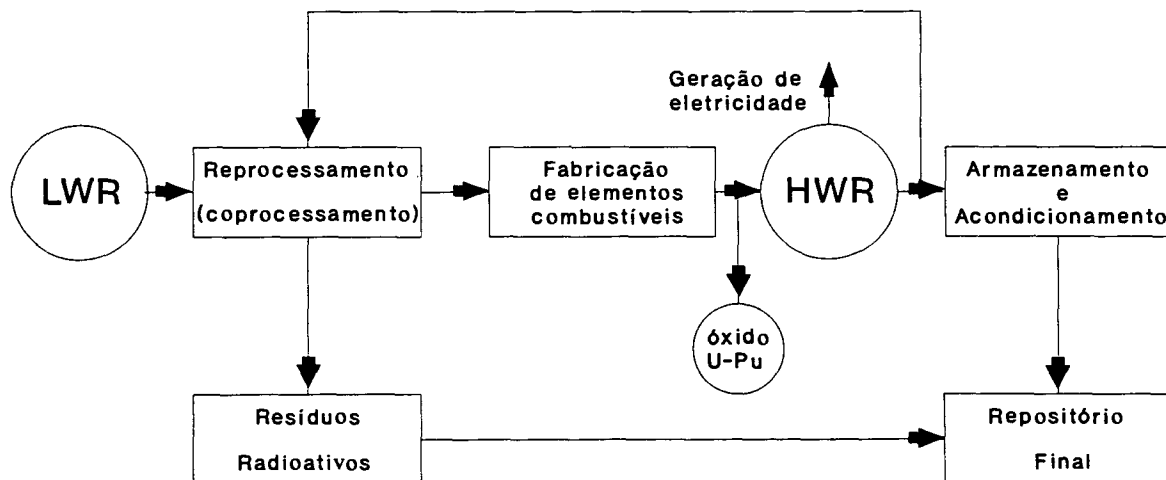 Geração de
eletricidade
LWR
Reprocessamento
(coprocessamento)
Fabricação
de elementos
combustíveis
HWR
Armazenamento
e
Acondicionamento
óxido
U-Pu
Resíduos
Radioativos
Repositório
Final